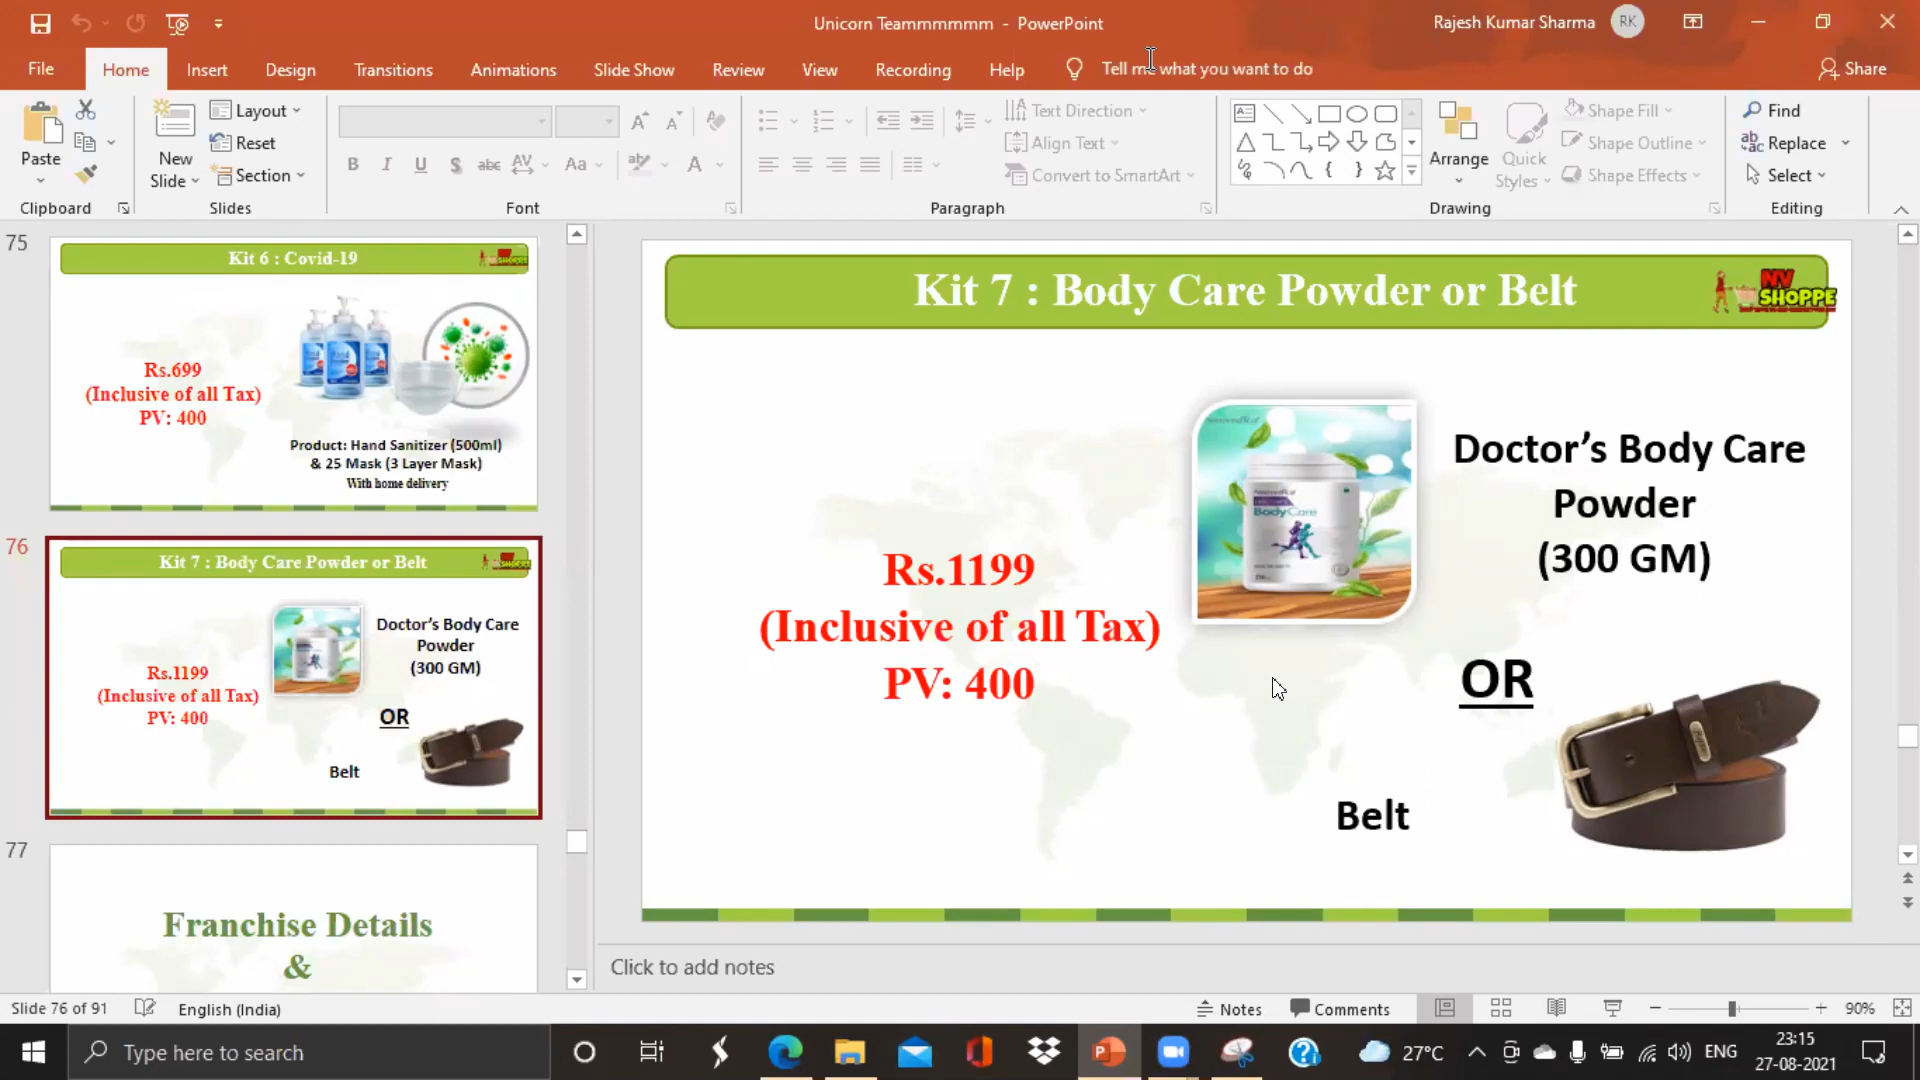 Unicorn Teammmmmm - PowerPoint
Rajesh Kumar Sharma
RK
File
Home
Insert
Design
Transitions
Animations
Slide Show
Review
View
Recording
Help
Tell me what you want to do
Share
Paste
Clipboard
New
Slide
Layout
Reset
Section
Slides
Font
Text Direction
Align Text
Convert to SmartArt
Paragraph
Arrange
Quick
Styles
Shape Fill
Shape Outline
Shape Effects
Drawing
Find
Replace
Select
Editing
75
Kit 6 : Covid-19
Rs.699
(Inclusive of all Tax)
PV: 400
Product: Hand Sanitizer (500ml)
& 25 Mask (3 Layer Mask)
With home delivery
76
Kit 7 : Body Care Powder or Belt
Rs.1199
(Inclusive of all Tax)
PV: 400
Doctor's Body Care
Powder
(300 GM)
OR
Belt
77
Franchise Details
&
Kit 7 : Body Care Powder or Belt
NV
SHOPPE
Rs.1199
(Inclusive of all Tax)
PV: 400
BodyCare
Doctor's Body Care
Powder
(300 GM)
OR
Belt
Click to add notes
Slide 76 of 91
English (India)
Notes
Comments
90%
Type here to search
27°C
ENG
23:15
27-08-2021